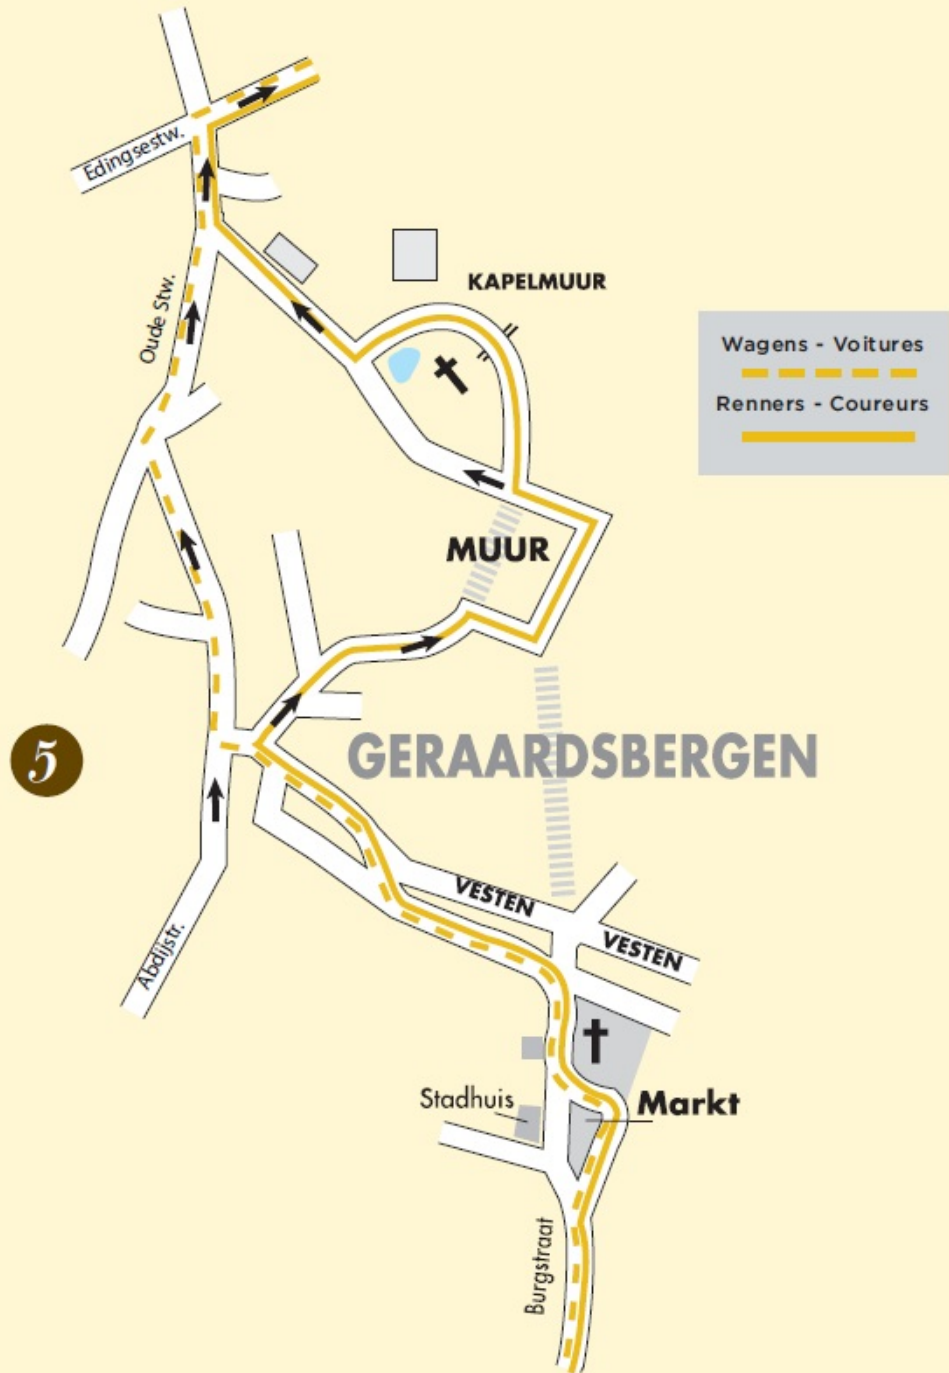 Edingsestw.
KAPELMUUR
Oude Stw.
Wagens - Voitures
Renners - Coureurs
MUUR
5
GERAARDSBERGEN
VESTEN
VESTEN
Abdijstr.
Stadhuis
Markt
Burgstraat